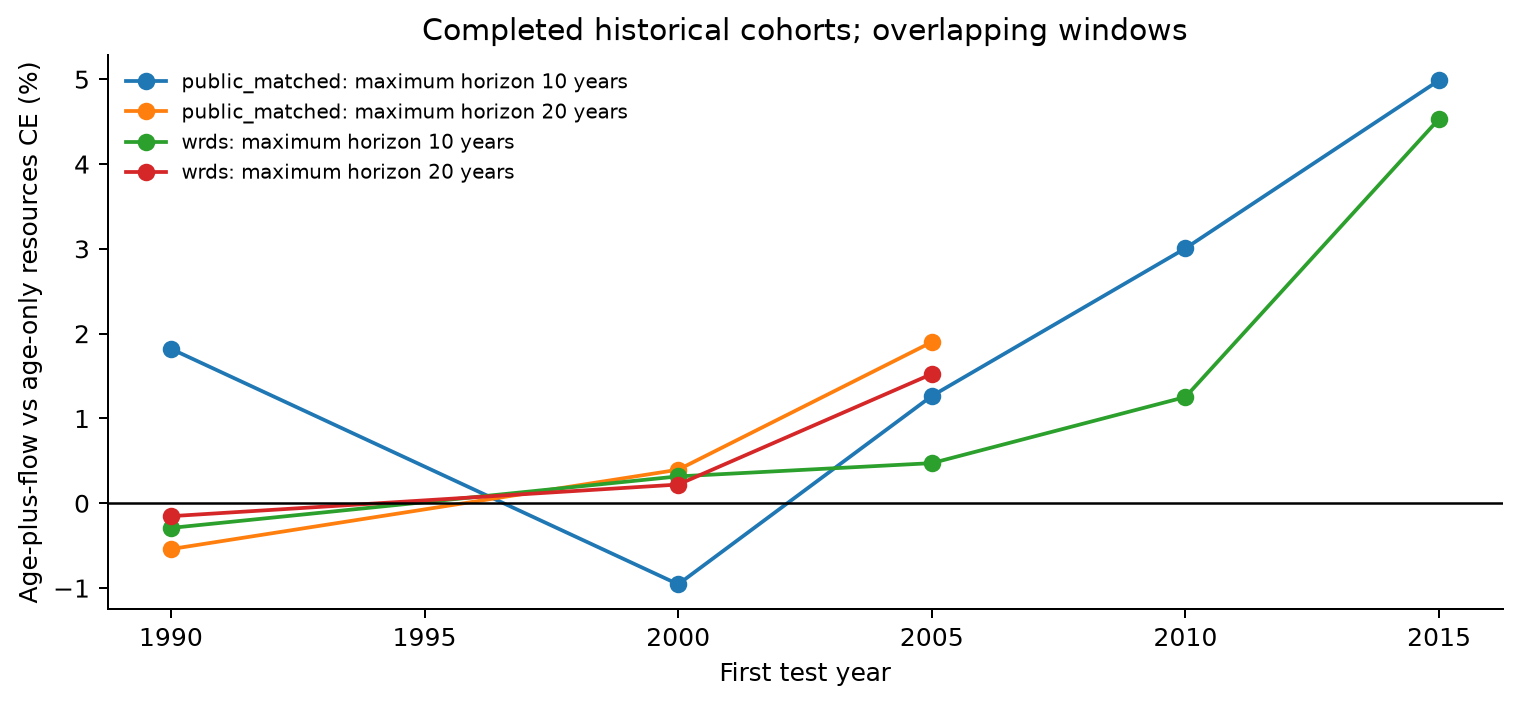 Completed historical cohorts; overlapping windows
public_matched: maximum horizon 10 years
public_matched: maximum horizon 20 years
wrds: maximum horizon 10 years
wrds: maximum horizon 20 years
Age-plus-flow vs age-only resources CE (%)
5
4
3
2
1
0
−1
1990 1995 2000 2005 2010 2015
First test year